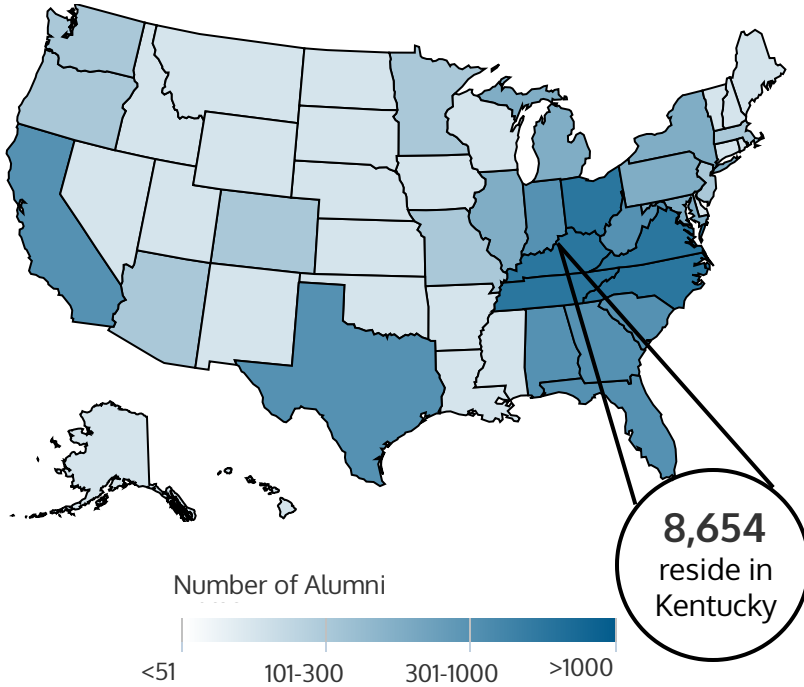 8,654
reside in
Kentucky
Number of Alumni
<51
101-300
301-1000
>1000